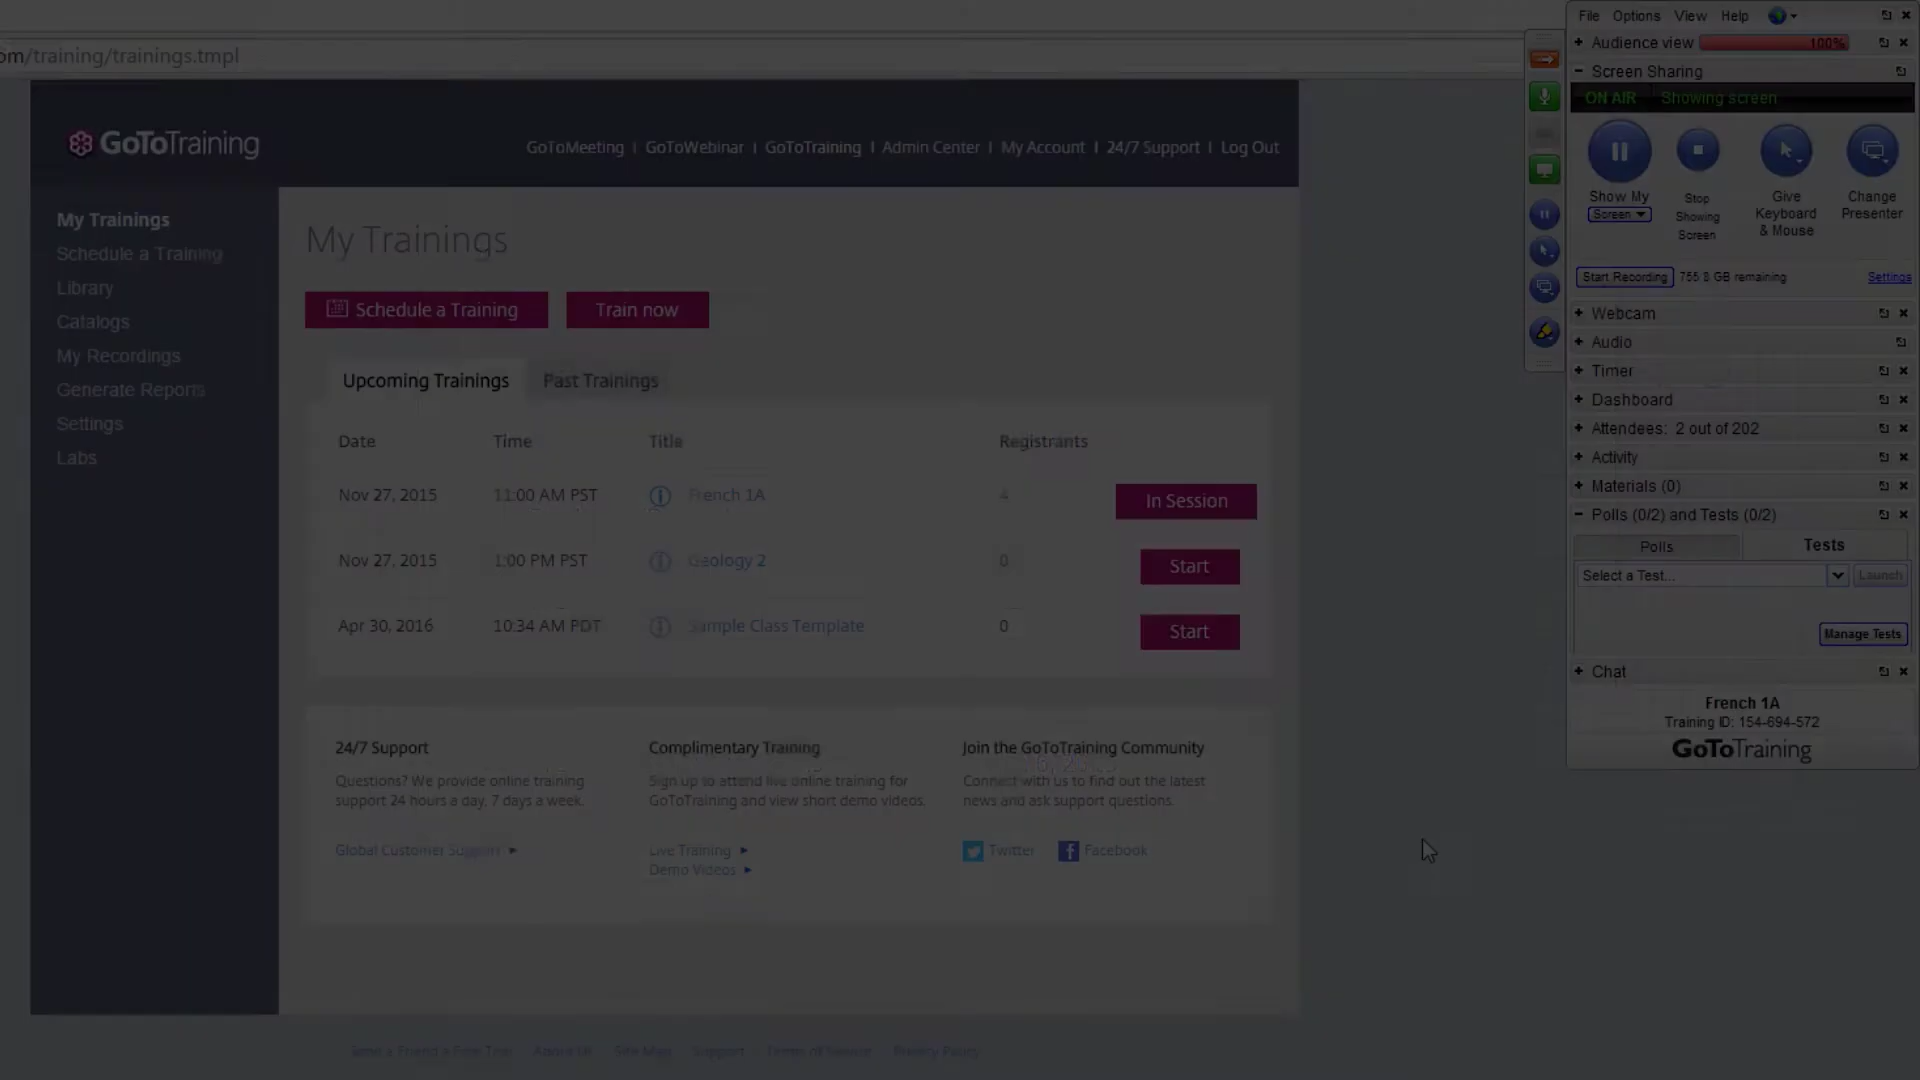 om/training/trainings.tmpl
GoToTraining
GoToMeeting | GoToWebinar | GoToTraining | Admin Center | My Account | 24/7 Support | Log Out
My Trainings
Schedule a Training
Library
Catalogs
My Recordings
Generate Reports
Settings
Labs
My Trainings
Schedule a Training
Train now
Upcoming Trainings
Past Trainings
Date Time Title Registrants
Nov 27, 2015 11:00 AM PST French 1A 4 In Session
Nov 27, 2015 1:00 PM PST Geology 2 0 Start
Apr 30, 2016 10:34 AM PDT Sample Class Template 0 Start
24/7 Support
Questions? We provide online training
support 24 hours a day, 7 days a week.
Global Customer Support
Complimentary Training
Sign up to attend live online training for
GoToTraining and view short demo videos.
Live Training
Demo Videos
Join the GoToTraining Community
Connect with us to find out the latest
news and ask support questions.
Twitter
Facebook
Send a Friend a Free Trial About Us Site Map Support Terms of Service Privacy Policy
File Options View Help
Audience view 100%
Screen Sharing
ON AIR Showing screen
Show My
Screen
Stop
Showing
Screen
Give
Keyboard
& Mouse
Change
Presenter
Start Recording 755.8 GB remaining Settings
Webcam
Audio
Timer
Dashboard
Attendees: 2 out of 202
Activity
Materials (0)
Polls (0/2) and Tests (0/2)
Polls Tests
Select a Test... Launch
Manage Tests
Chat
French 1A
Training ID: 154-694-572
GoToTraining